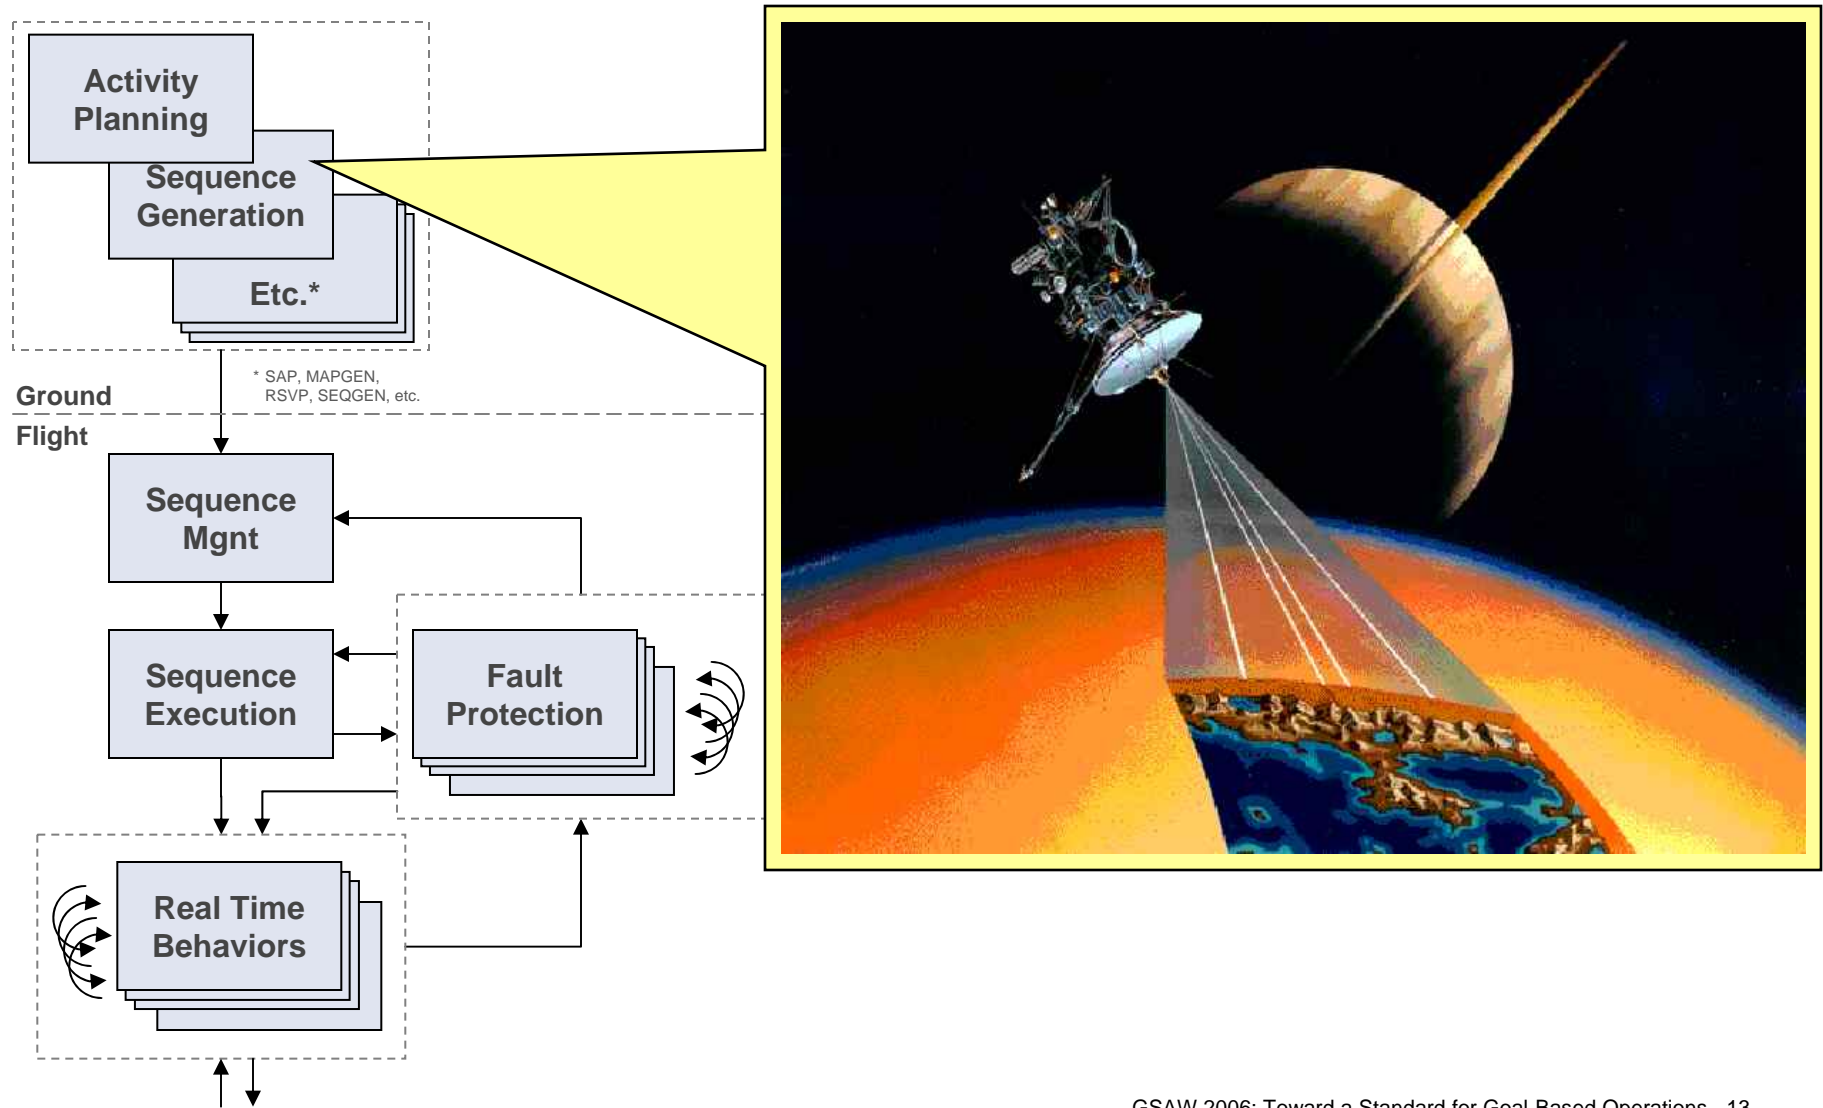 Activity
Planning
Sequence
Generation
Etc.*
* SAP, MAPGEN,
RSVP, SEQGEN, etc.
Ground
Flight
Sequence
Mgnt
Sequence
Execution
Fault
Protection
Real Time
Behaviors
GSAW 2006: Toward a Standard for Goal Based Operations - 13